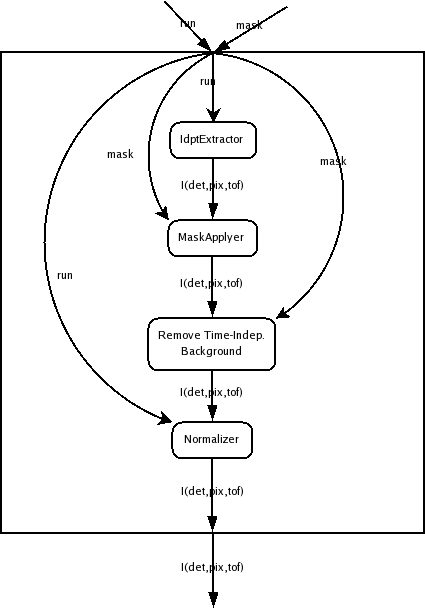 run
mask
run
IdptExtractor
mask
mask
I(det,pix,tof)
MaskApplyer
run
I(det,pix,tof)
Remove Time-Indep.
Background
I(det,pix,tof)
Normalizer
I(det,pix,tof)
I(det,pix,tof)